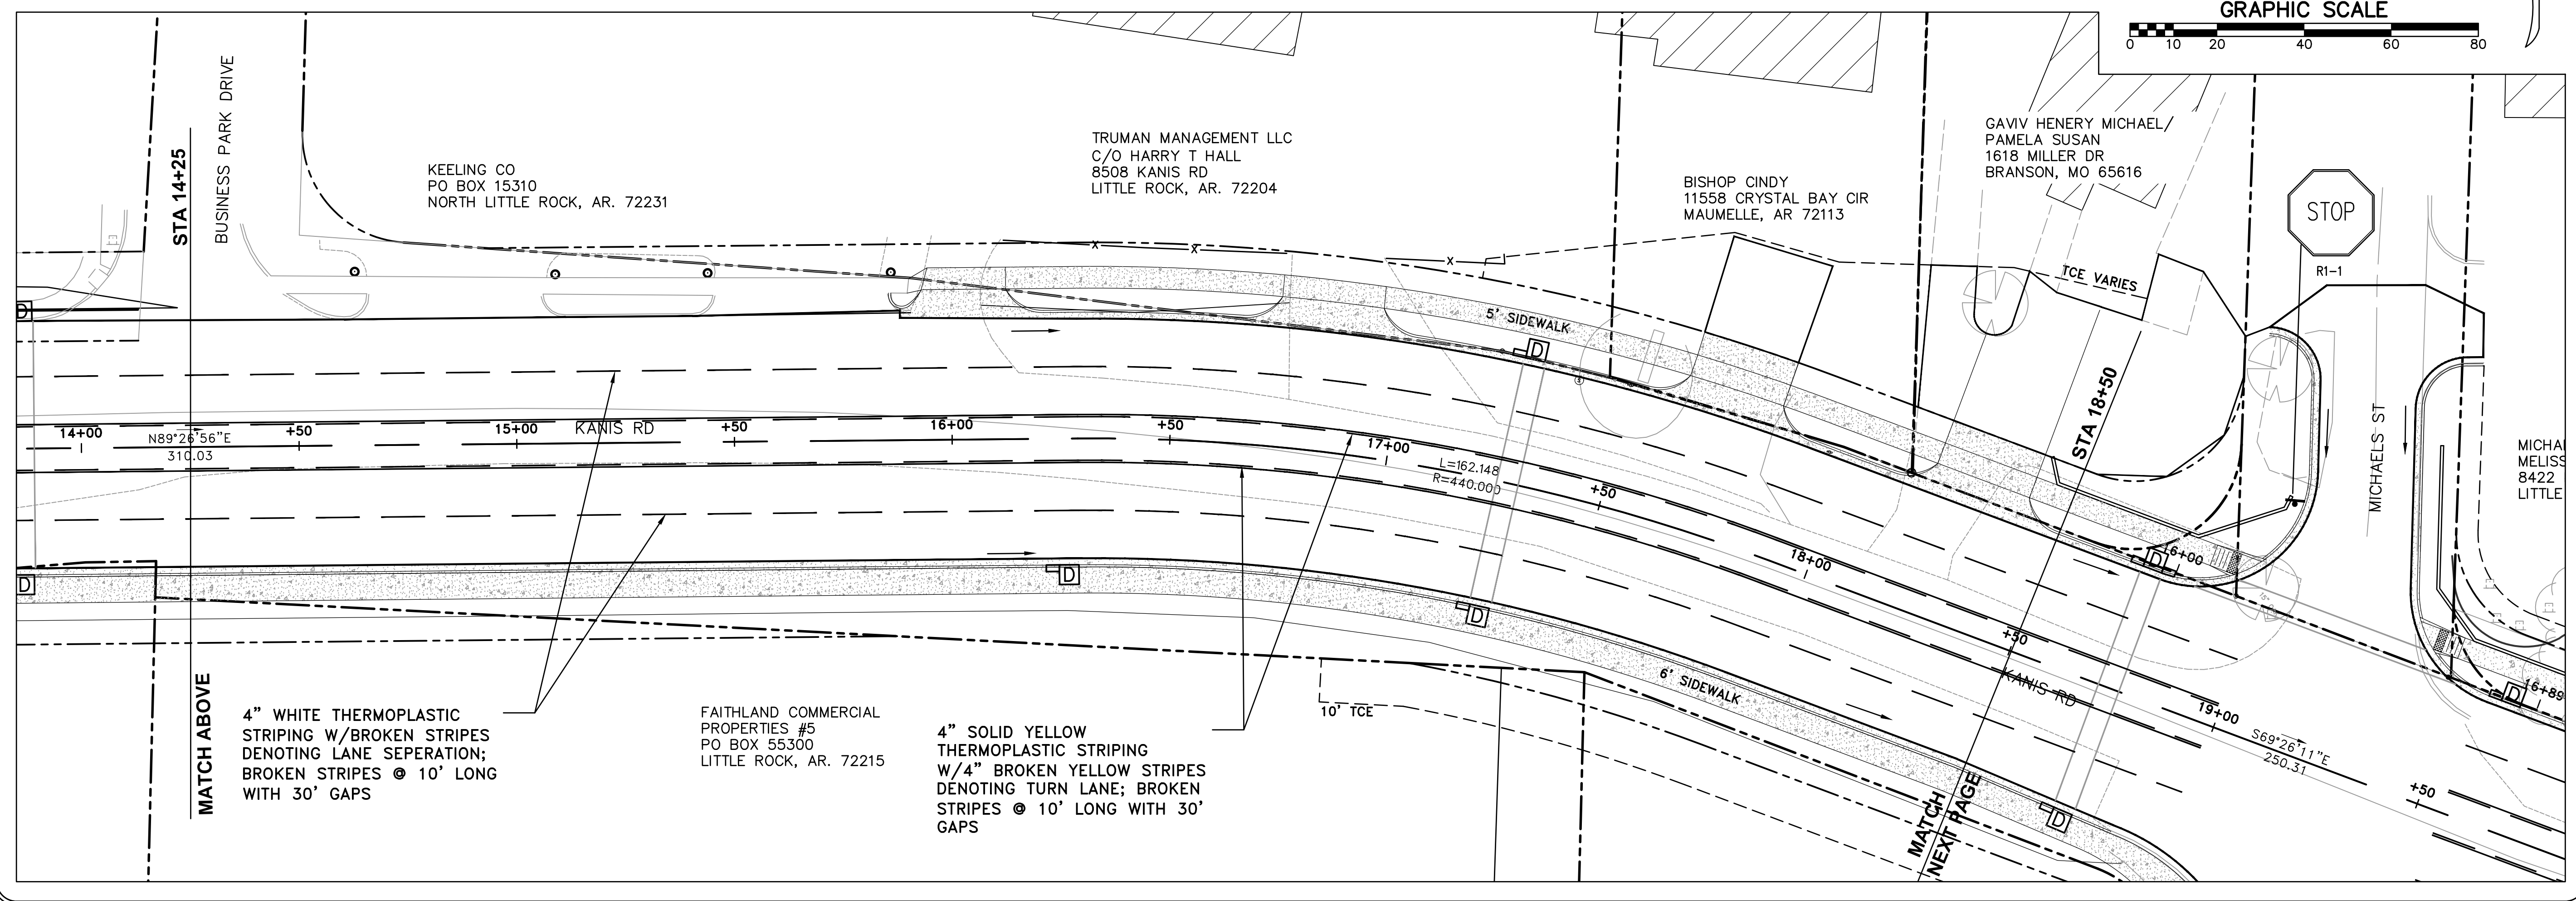 GRAPHIC SCALE
0 10 20 40 60 80
STA 14+25
BUSINESS PARK DRIVE
KEELING CO
PO BOX 15310
NORTH LITTLE ROCK, AR. 72231
TRUMAN MANAGEMENT LLC
C/O HARRY T HALL
8508 KANIS RD
LITTLE ROCK, AR. 72204
BISHOP CINDY
11558 CRYSTAL BAY CIR
MAUMELLE, AR 72113
GAVIV HENERY MICHAEL/
PAMELA SUSAN
1618 MILLER DR
BRANSON, MO 65616
STOP
R1-1
TCE VARIES
X
X
X
5' SIDEWALK
D
D
D
D
D
D
D
D
14+00
N89°26'56"E
310.03
+50
15+00
KANIS RD
+50
16+00
+50
17+00
L=162.148
R=440.000
+50
18+00
+50
KANIS RD
19+00
S69°26'11"E
250.31
+50
STA 18+50
16+00
16+89
MICHAELS ST
MICHAE
MELISS
8422
LITTLE
MATCH ABOVE
4" WHITE THERMOPLASTIC
STRIPING W/BROKEN STRIPES
DENOTING LANE SEPERATION;
BROKEN STRIPES @ 10' LONG
WITH 30' GAPS
FAITHLAND COMMERCIAL
PROPERTIES #5
PO BOX 55300
LITTLE ROCK, AR. 72215
4" SOLID YELLOW
THERMOPLASTIC STRIPING
W/4" BROKEN YELLOW STRIPES
DENOTING TURN LANE; BROKEN
STRIPES @ 10' LONG WITH 30'
GAPS
10' TCE
6' SIDEWALK
MATCH
NEXT PAGE